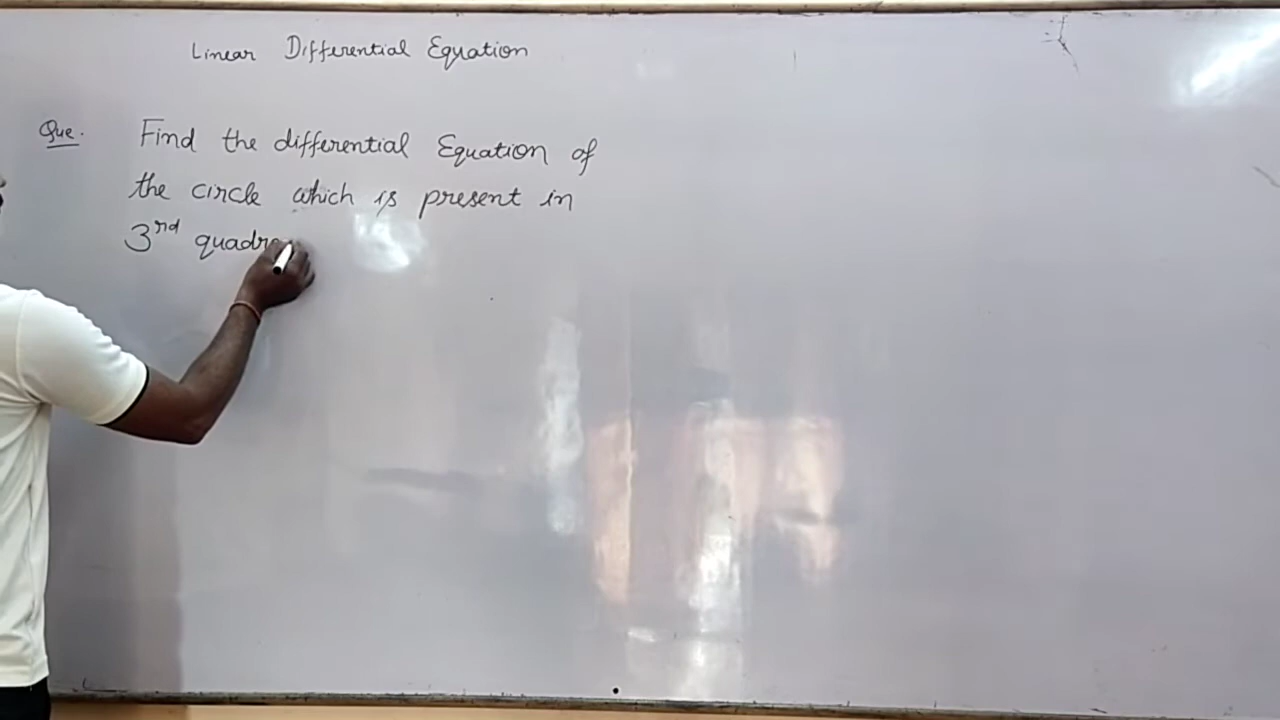 Linear Differential Equation
Que. Find the differential Equation of
the circle which is present in
3rd